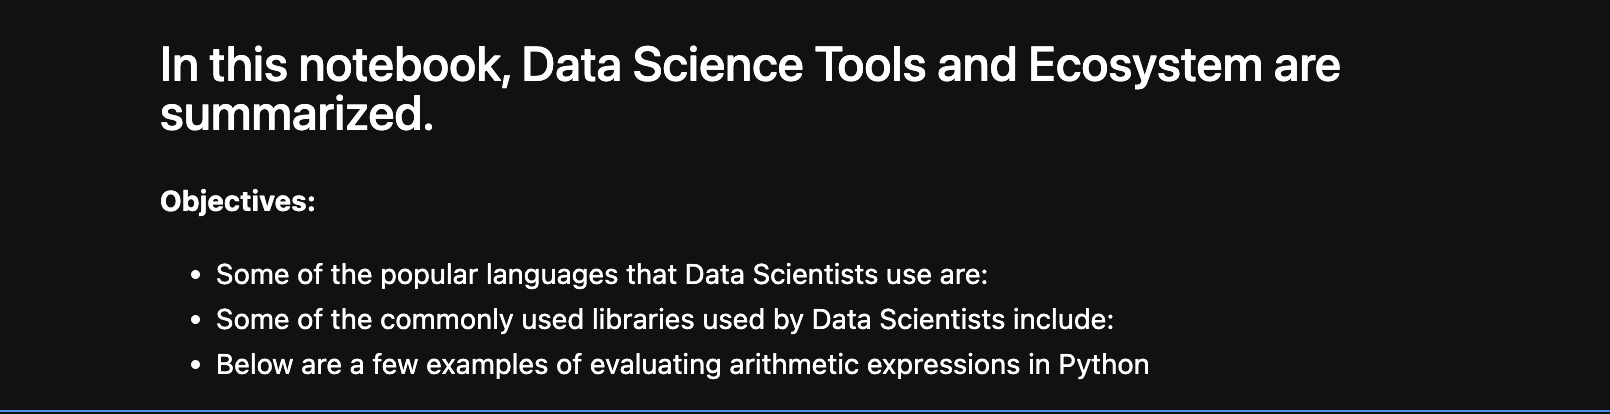 In this notebook, Data Science Tools and Ecosystem are
summarized.
Objectives:
• Some of the popular languages that Data Scientists use are:
• Some of the commonly used libraries used by Data Scientists include:
• Below are a few examples of evaluating arithmetic expressions in Python